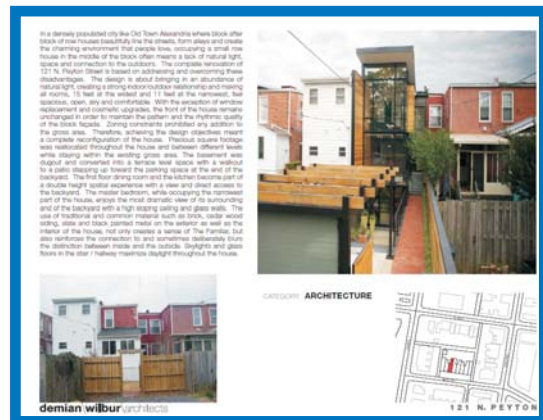 In a densely populated city like Old Town Alexandria where block after
block of row houses beautifully line the streets, form alleys and create
the charming environment that people love, occupying a small row
house in the middle of the block often means a lack of natural light,
space and connection to the outdoors. The complete renovation of
121 N. Peyton Street is based on addressing and overcoming these
disadvantages. The design is about bringing in an abundance of
natural light, creating a strong indoor/outdoor relationship and making
all rooms, 15 feet at the widest and 11 feet at the narrowest, feel
spacious, open, airy and comfortable. With the exception of window
replacement and cosmetic upgrades, the front of the house remains
unchanged in order to maintain the pattern and the rhythmic quality
of the block façade. Zoning constraints prohibited any addition to
the gross area. Therefore, achieving the design objectives meant
a complete reconfiguration of the house. Precious square footage
was reallocated throughout the house and between different levels
while staying within the existing gross area. The basement was
dugout and converted into a terrace level space with a walkout
to a patio stepping up toward the parking space at the end of the
backyard. The first floor dining room and the kitchen become part of
a double height spatial experience with a view and direct access to
the backyard. The master bedroom, while occupying the narrowest
part of the house, enjoys the most dramatic view of its surrounding
and of the backyard with a high sloping ceiling and glass walls. The
use of traditional and common material such as brick, cedar wood
siding, slate and black painted metal on the exterior as well as the
interior of the house, not only creates a sense of The Familiar, but
also reinforces the connection to and sometimes deliberately blurs
the distinction between inside and the outside. Skylights and glass
floors in the stair / hallway maximize daylight throughout the house.
CATEGORY: ARCHITECTURE
demian|wilbur|architects
121 N. PEYTON